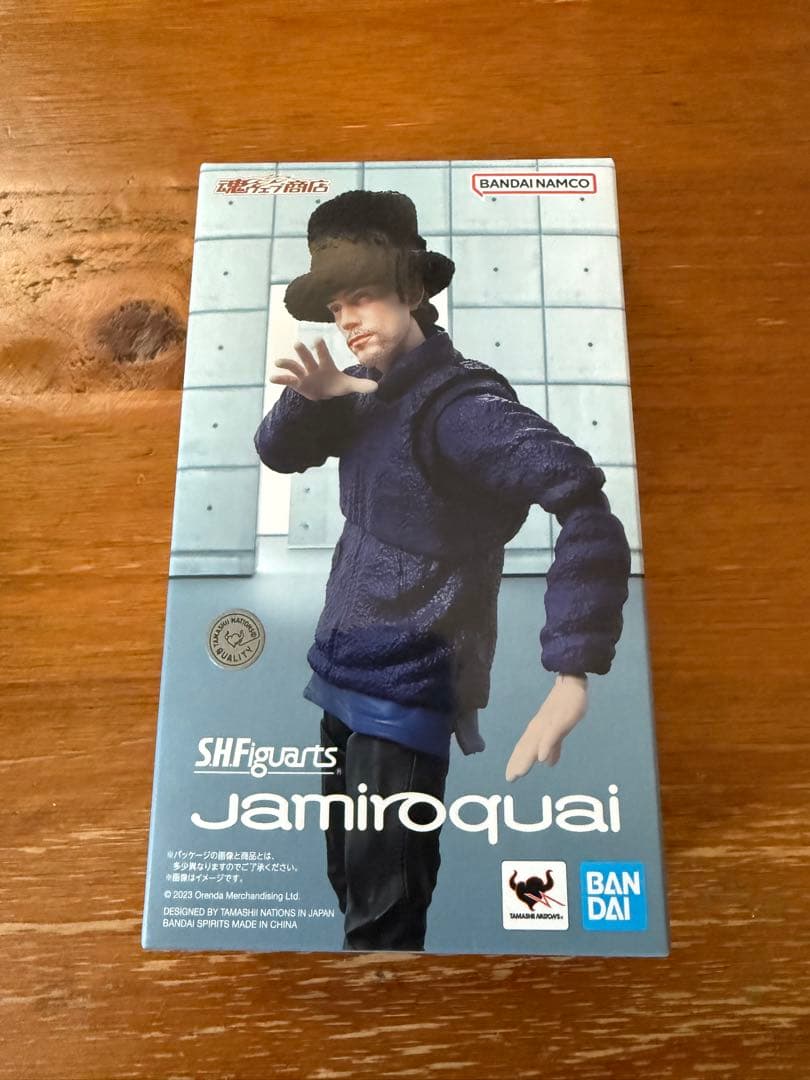 魂ウェブ商店
BANDAI NAMCO
TAMASHII NATIONS
QUALITY
S.H.Figuarts
Jamiroquai
※パッケージの画像と商品とは、
多少異なりますのでご了承ください。
※画像はイメージです。
© 2023 Orenda Merchandising Ltd.
DESIGNED BY TAMASHII NATIONS IN JAPAN
BANDAI SPIRITS MADE IN CHINA
TAMASHII NATIONS
BAN
DAI